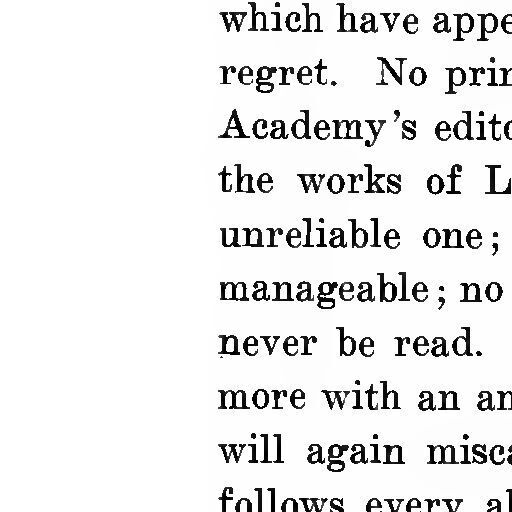 which have appe
regret. No prin
Academy's edito
the works of L
unreliable one;
manageable; no
never be read.
more with an an
will again misca
follows every al